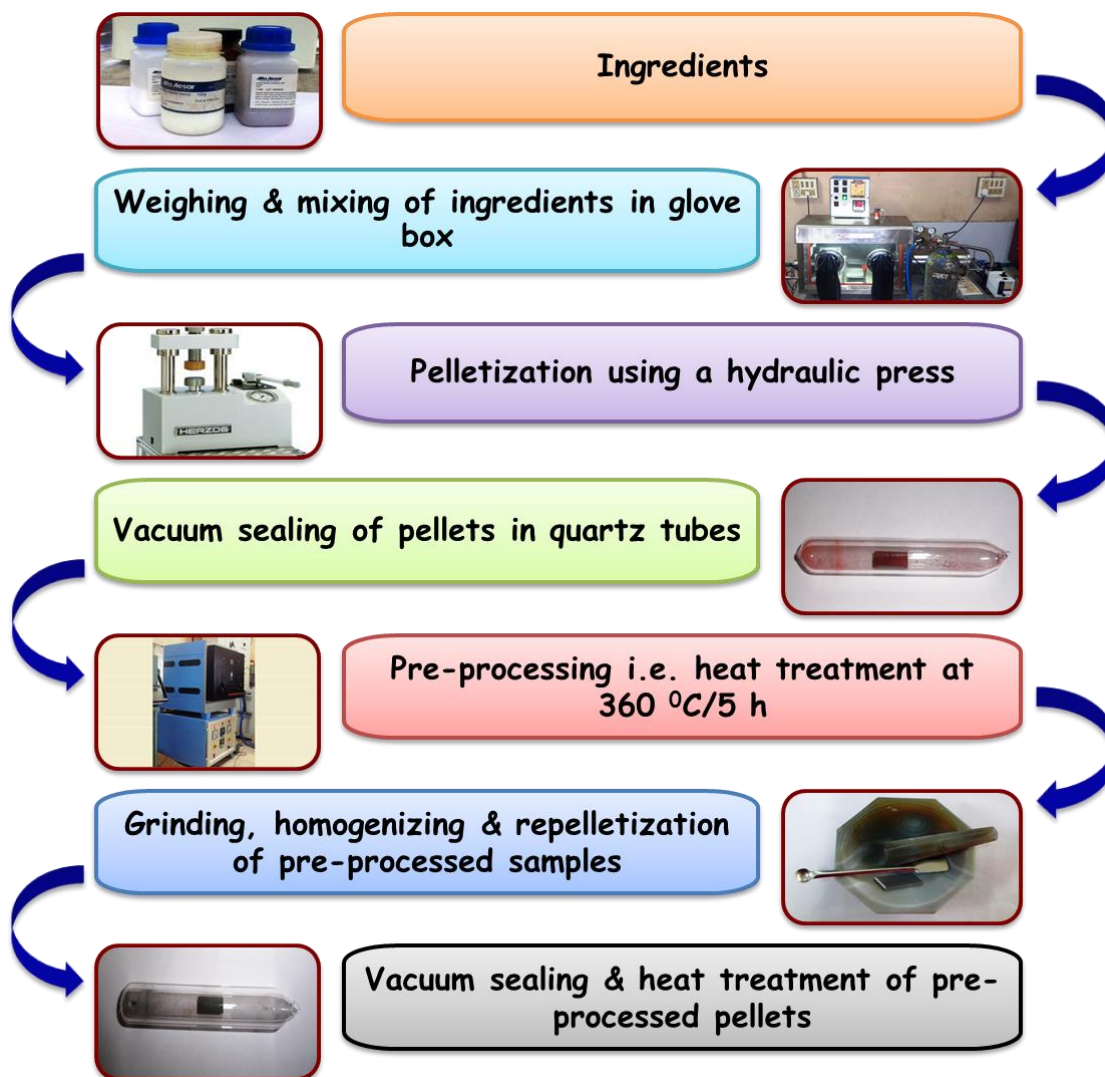 Alfa Aesar
Ingredients
Weighing & mixing of ingredients in glove
box
HERZOG
Pelletization using a hydraulic press
Vacuum sealing of pellets in quartz tubes
Pre-processing i.e. heat treatment at
360 ⁰C/5 h
Grinding, homogenizing & repelletization
of pre-processed samples
Vacuum sealing & heat treatment of pre-
processed pellets